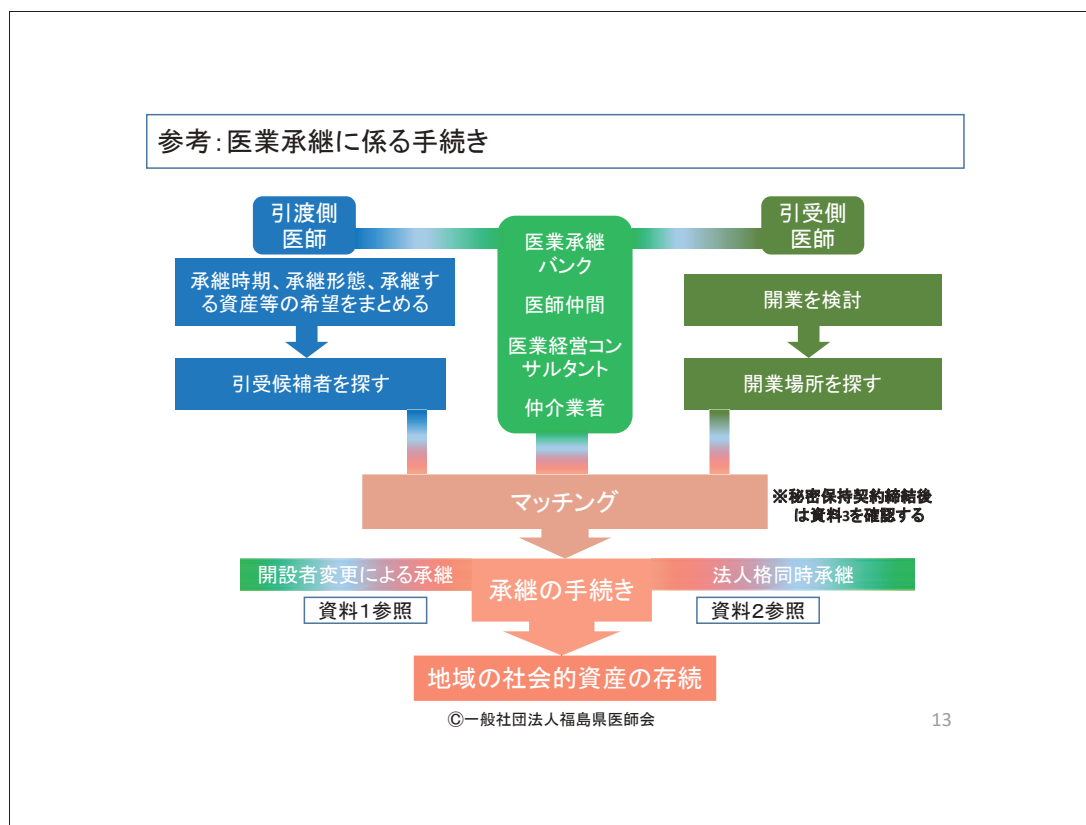 参考：医業承継に係る手続き
引渡側
医師
引受側
医師
医業承継
バンク
医師仲間
医業経営コン
サルタント
仲介業者
承継時期、承継形態、承継す
る資産等の希望をまとめる
引受候補者を探す
開業を検討
開業場所を探す
マッチング
※秘密保持契約締結後
は資料3を確認する
開設者変更による承継
資料1参照
承継の手続き
法人格同時承継
資料2参照
地域の社会的資産の存続
©一般社団法人福島県医師会
13